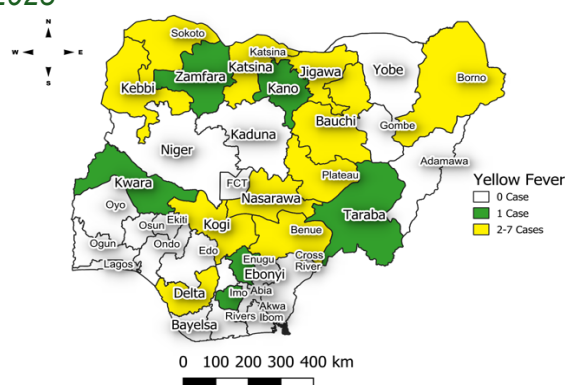 2023
N
W E
S
Sokoto
Katsina
Zamfara
Katsina
Jigawa
Yobe
Kebbi
Kano
Borno
Bauchi
Gombe
Kaduna
Niger
Adamawa
Plateau
Kwara
FCT
Nasarawa
Taraba
Oyo
Kogi
Osun
Ekiti
Benue
Ogun
Ondo
Edo
Enugu
Cross
River
Lagos
Ebonyi
Delta
Imo
Abia
Akwa
Ibom
Rivers
Bayelsa
Yellow Fever
0 Case
1 Case
2-7 Cases
0 100 200 300 400 km